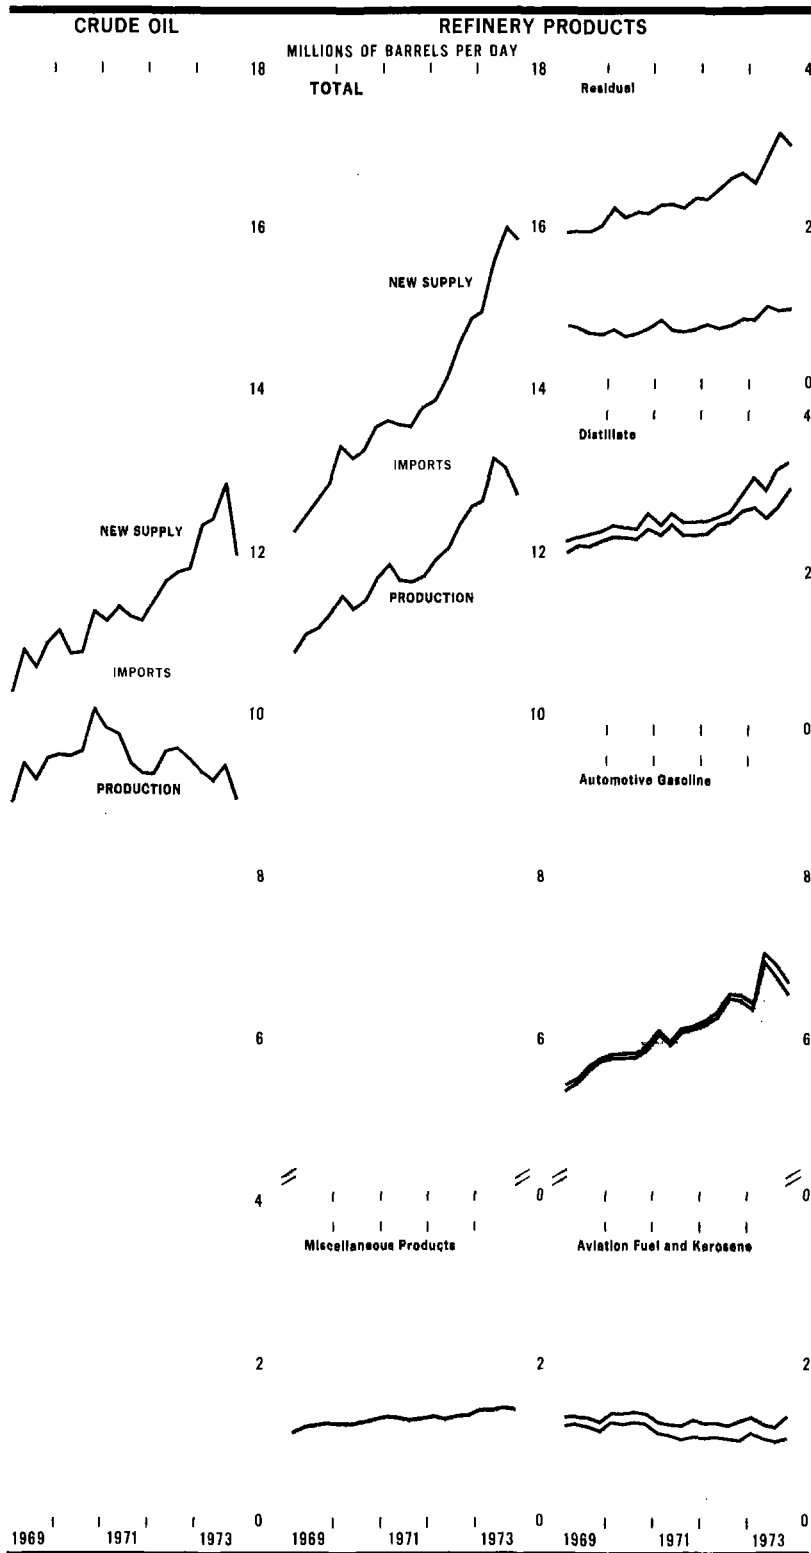 CRUDE OIL
REFINERY PRODUCTS
MILLIONS OF BARRELS PER DAY
18
18
4
TOTAL
Residual
16
16
2
NEW SUPPLY
14
14
0
Distillate
4
IMPORTS
NEW SUPPLY
12
12
2
PRODUCTION
IMPORTS
10
10
0
Automotive Gasoline
PRODUCTION
8
8
8
6
6
6
4
0
0
Miscellaneous Products
Aviation Fuel and Kerosene
2
2
2
0
0
0
1969 1971 1973
1969 1971 1973
1969 1971 1973